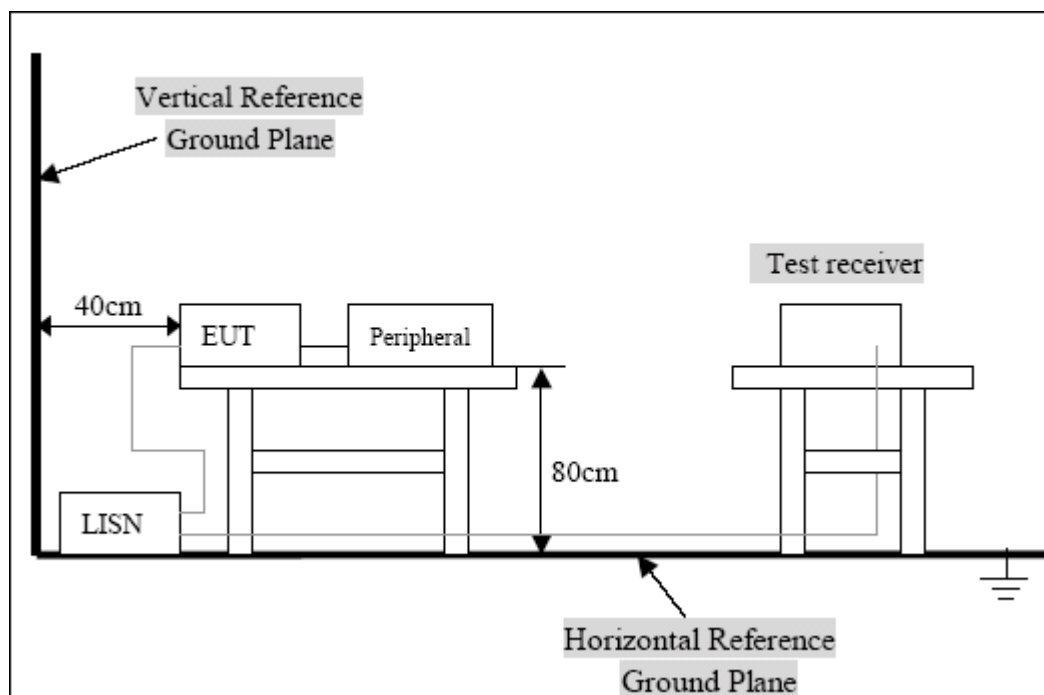 Vertical Reference
Ground Plane
Test receiver
40cm
EUT
Peripheral
80cm
LISN
Horizontal Reference
Ground Plane